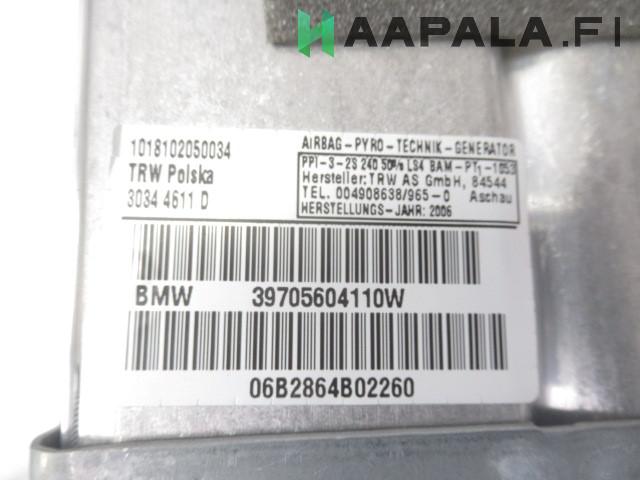 HAAPALA.FI
1018102050034
TRW Polska
3034 4611 D
AIRBAG-PYRO-TECHNIK-GENERATOR
PPI-3-2S 240 50%s LS4 BAM-PT1-1053
Hersteller:TRW AS GmbH, 84544
TEL. 004908638/965-0 Aschau
HERSTELLUNGS-JAHR: 2006
BMW 39705604110W
06B2864B02260